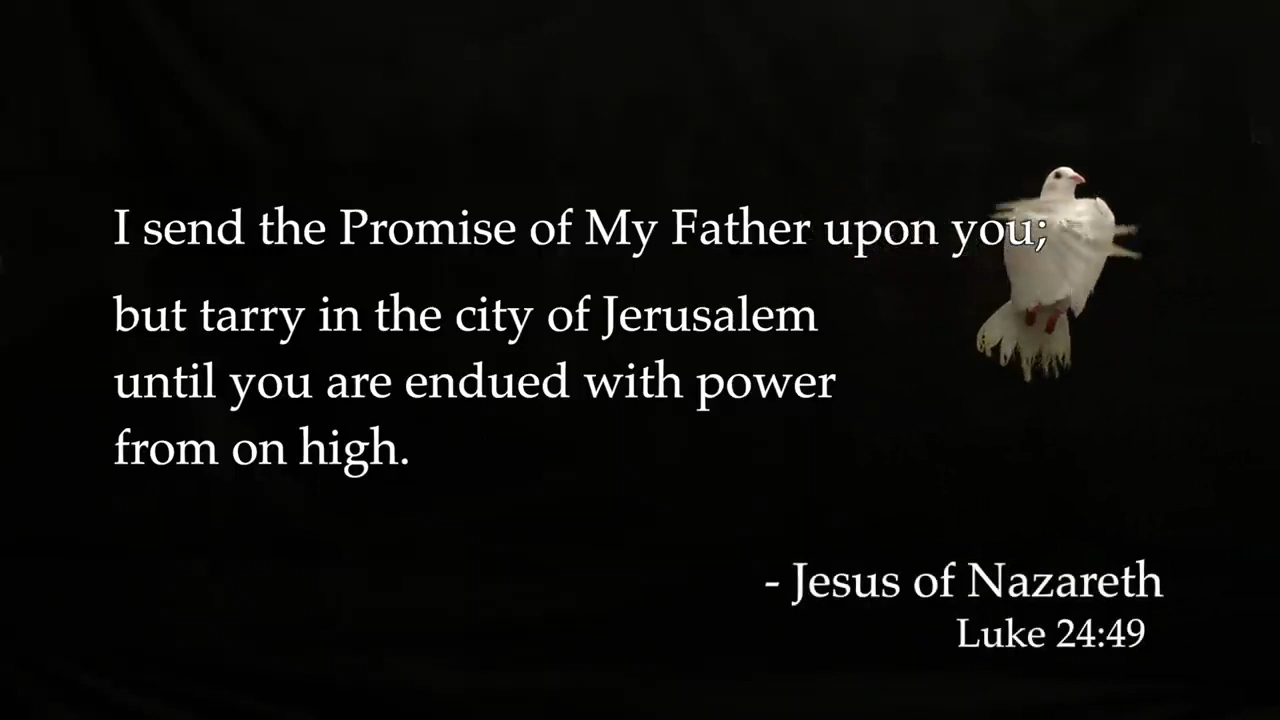 I send the Promise of My Father upon you;
but tarry in the city of Jerusalem
until you are endued with power
from on high.
- Jesus of Nazareth
Luke 24:49